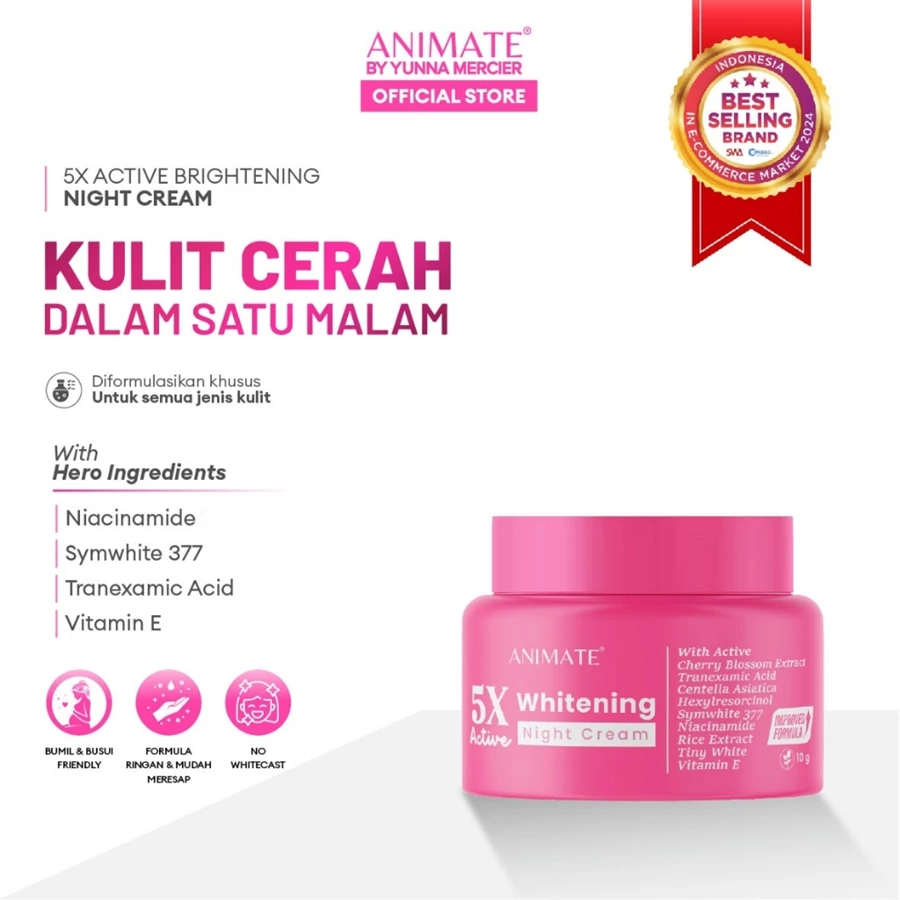 ANIMATE®
BY YUNNA MERCIER
OFFICIAL STORE
INDONESIA
BEST
SELLING
BRAND
SWA
IN E-COMMERCE MARKET 2024
5X ACTIVE BRIGHTENING
NIGHT CREAM
KULIT CERAH
DALAM SATU MALAM
Diformulasikan khusus
Untuk semua jenis kulit
With
Hero Ingredients
Niacinamide
Symwhite 377
Tranexamic Acid
Vitamin E
BUMIL & BUSUI
FRIENDLY
FORMULA
RINGAN & MUDAH
MERESAP
NO
WHITECAST
ANIMATE®
5X
Active
Whitening
Night Cream
With Active
Cherry Blossom Extract
Tranexamic Acid
Centella Asiatica
Hexylresorcinol
Symwhite 377
Niacinamide
Rice Extract
Tiny White
Vitamin E
IMPROVED
FORMULA
10 g